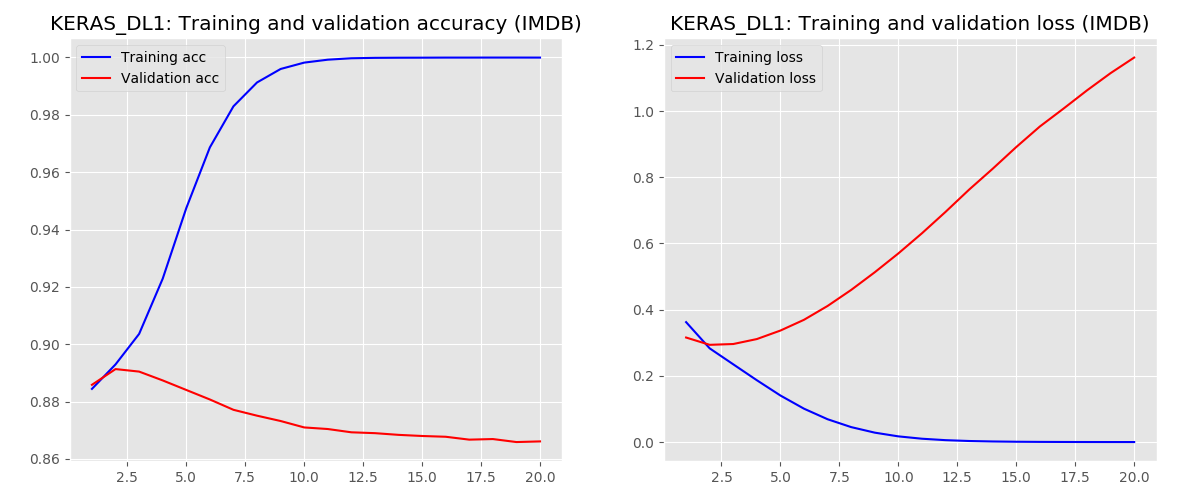 KERAS_DL1: Training and validation accuracy (IMDB)
Training acc
Validation acc
1.00
0.98
0.96
0.94
0.92
0.90
0.88
0.86
2.5 5.0 7.5 10.0 12.5 15.0 17.5 20.0
KERAS_DL1: Training and validation loss (IMDB)
Training loss
Validation loss
1.2
1.0
0.8
0.6
0.4
0.2
0.0
2.5 5.0 7.5 10.0 12.5 15.0 17.5 20.0